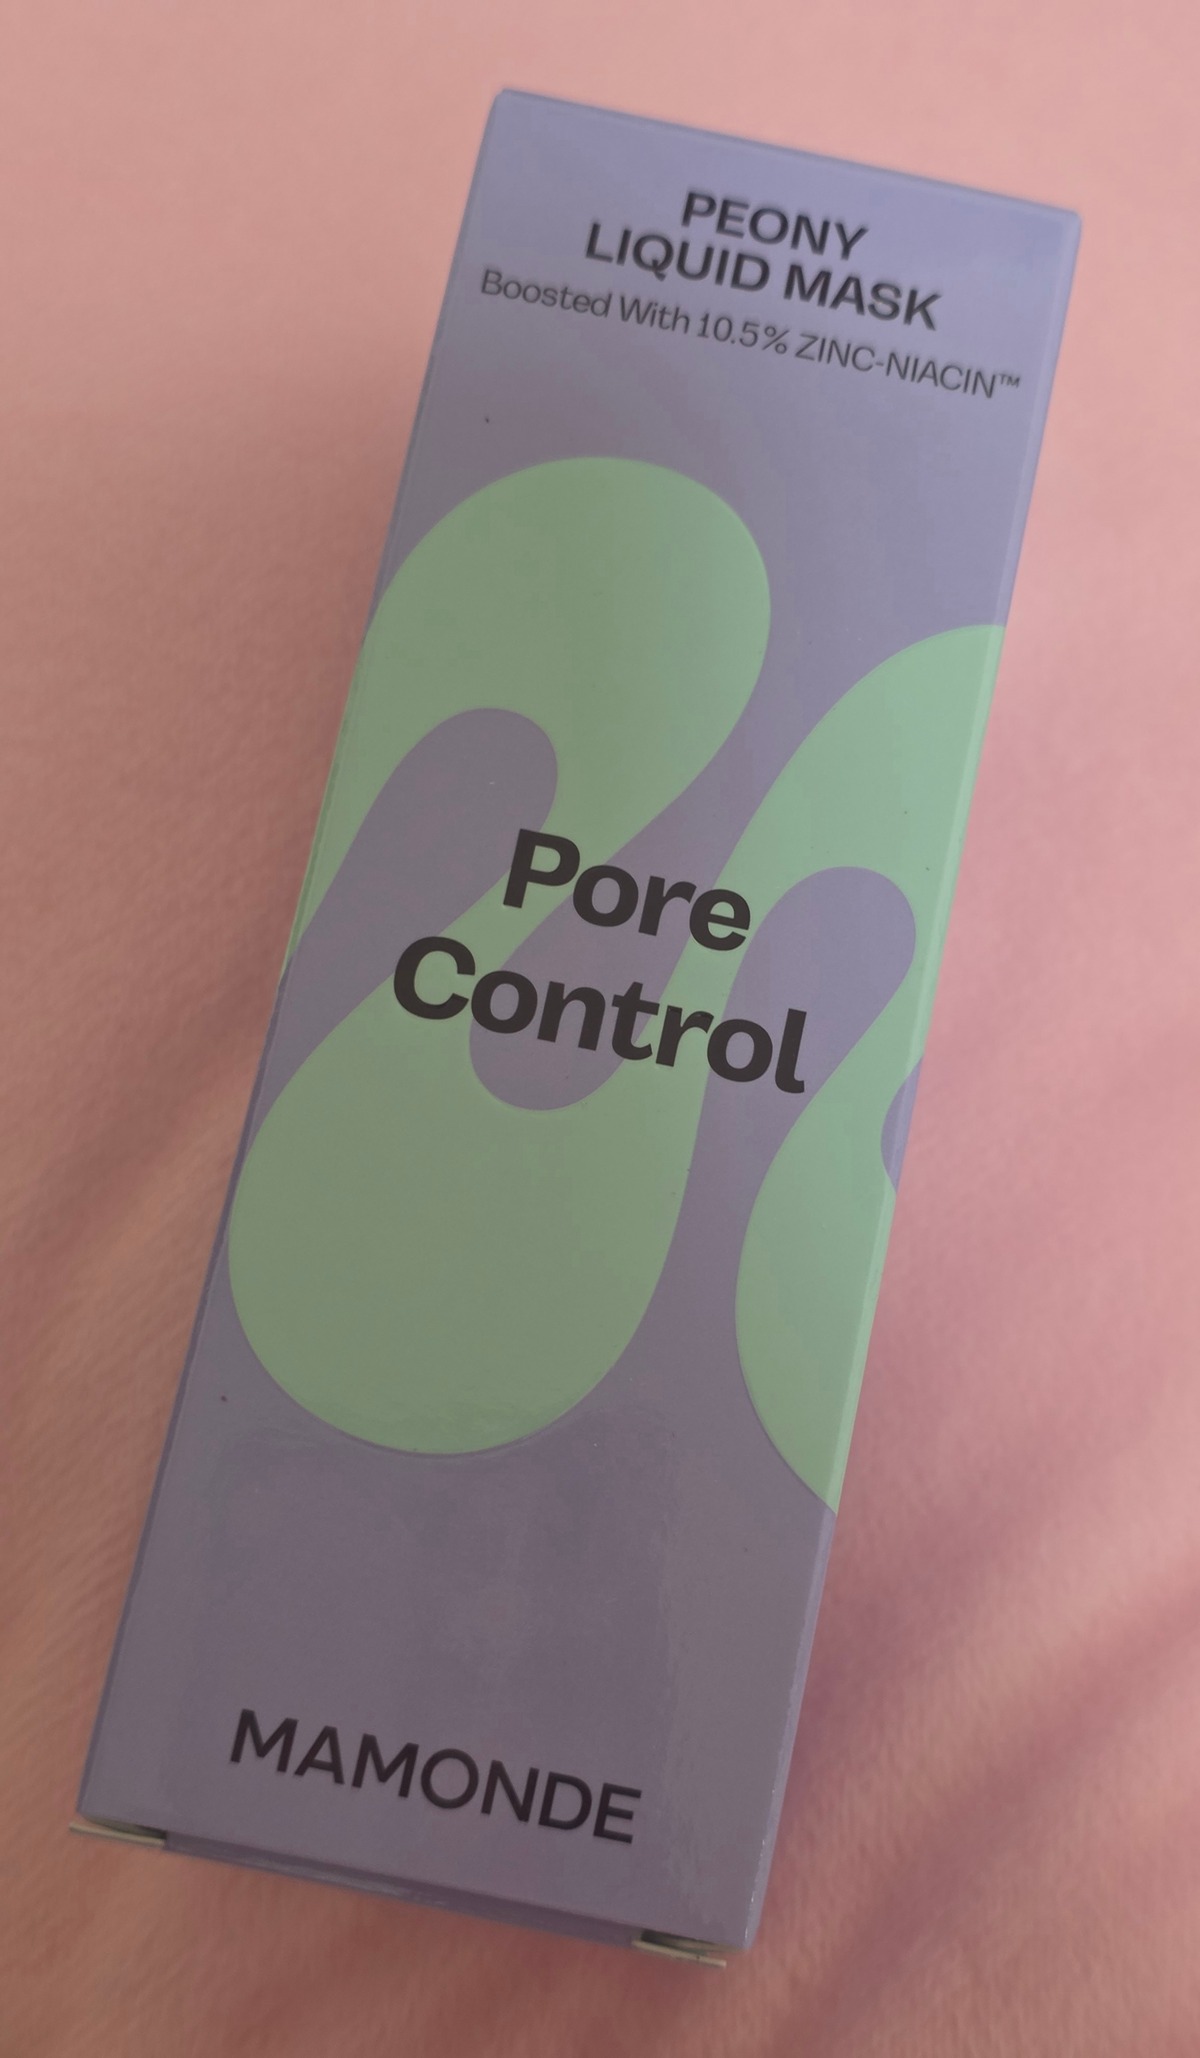 PEONY
LIQUID MASK
Boosted With 10.5% ZINC-NIACIN™
Pore
Control
MAMONDE